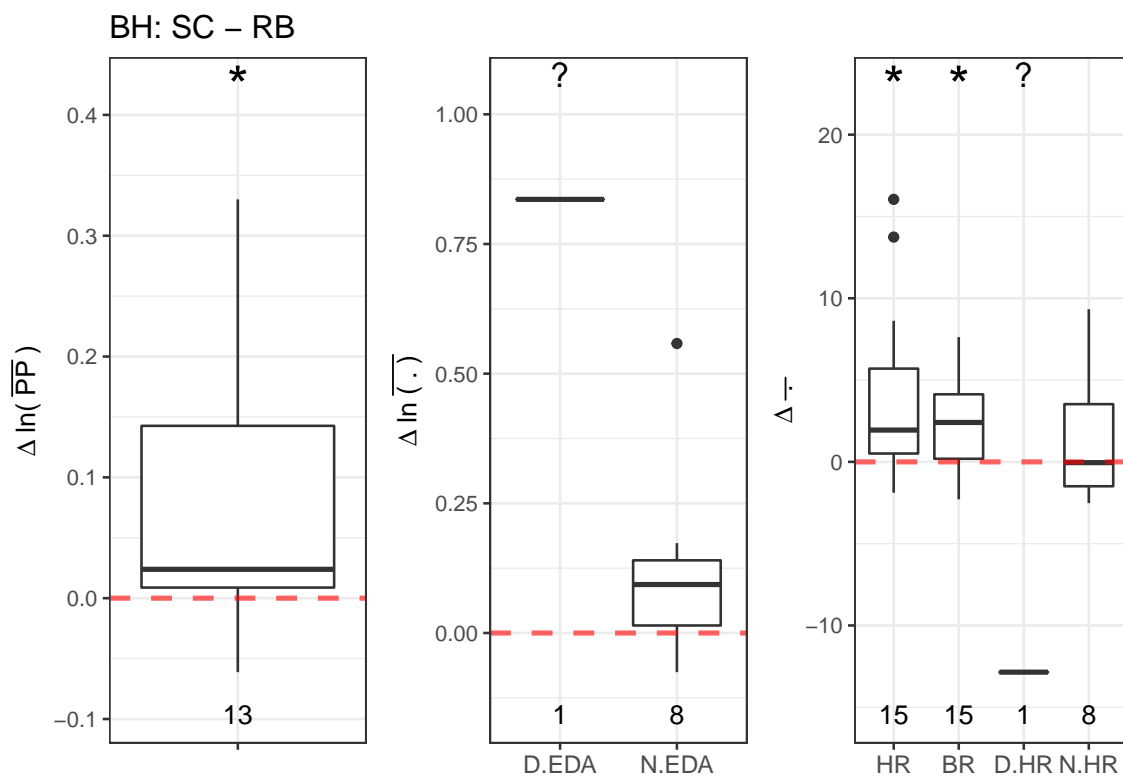 BH: SC − RB
Δ ln( P̅P̅ )
0.4
0.3
0.2
0.1
0.0
−0.1
*
13
Δ ln ( . )
1.00
0.75
0.50
0.25
0.00
?
1 8
D.EDA N.EDA
Δ .
20
10
0
−10
* * ?
15 15 1 8
HR BR D.HR N.HR